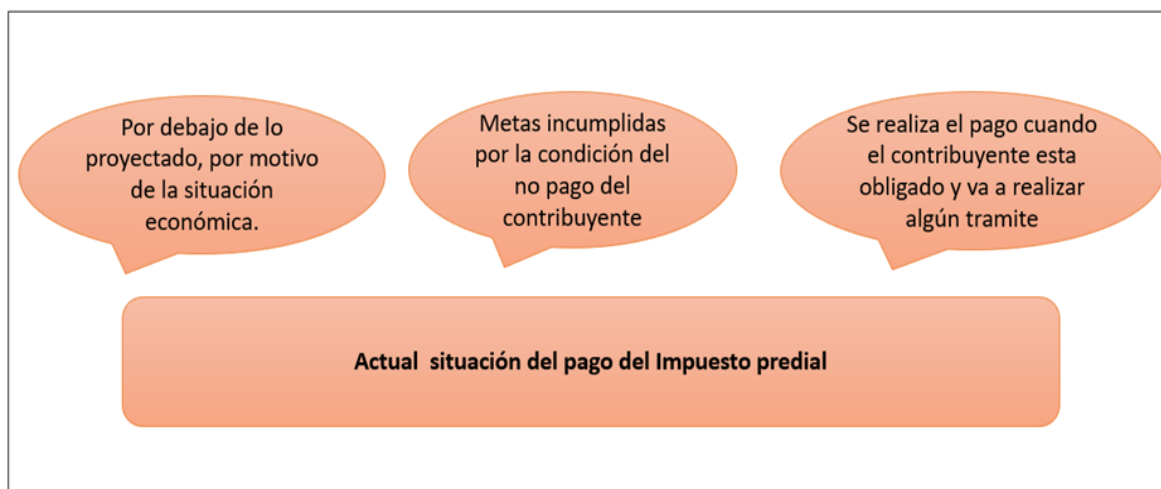 Por debajo de lo
proyectado, por motivo
de la situación
económica.
Metas incumplidas
por la condición del
no pago del
contribuyente
Se realiza el pago cuando
el contribuyente esta
obligado y va a realizar
algún tramite
Actual situación del pago del Impuesto predial